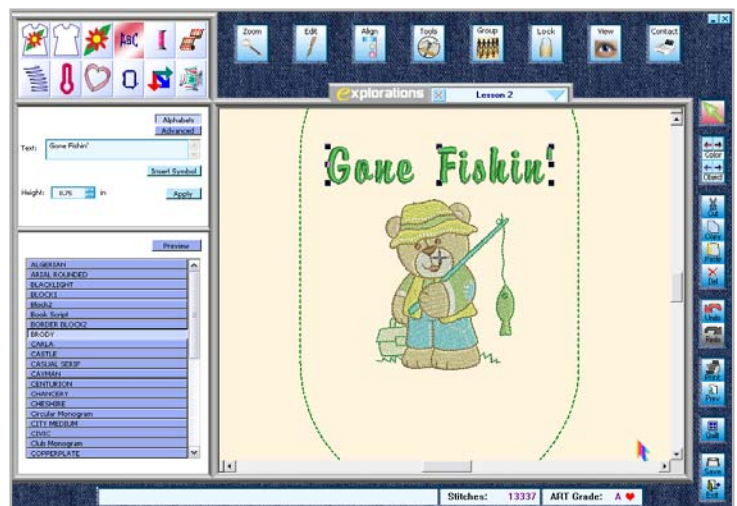 Zoom Edit Align Tools Group Lock View Contact
ABC
explorations Lesson 2
Alphabets
Advanced
Text: Gone Fishin'
Insert Symbol
Height: 0.75 in Apply
Preview
ALGERIAN
ARIAL ROUNDED
BLACKLIGHT
BLOCK1
Block2
Book Script
BORDER BLOCK2
BRODY
CARLA
CASTLE
CASUAL SERIF
CAYMAN
CENTURION
CHANCERY
CHESHIRE
Circular Monogram
CITY MEDIUM
CIVIC
Club Monogram
COPPERPLATE
Gone Fishin'
Color
Object
Cut
Copy
Paste
Del
Undo
Redo
Print
Prev
Quilt
Save
Exit
Stitches: 13337 ART Grade: A